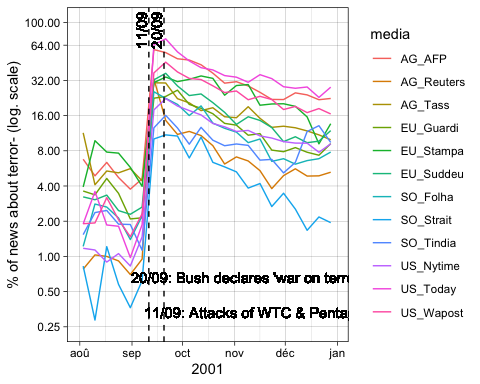 11/09
20/09
100.00
64.00
32.00
16.00
8.00
4.00
2.00
1.00
0.50
0.25
% of news about terror- (log. scale)
20/09: Bush declares 'war on terr
11/09: Attacks of WTC & Penta
aoû
sep
oct
nov
déc
jan
2001
media
AG_AFP
AG_Reuters
AG_Tass
EU_Guardi
EU_Stampa
EU_Suddeu
SO_Folha
SO_Strait
SO_Tindia
US_Nytime
US_Today
US_Wapost